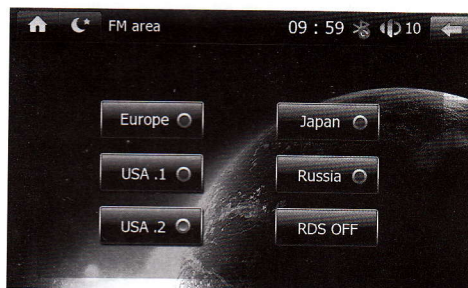 FM area 09 : 59 10
Europe Japan
USA .1 Russia
USA .2 RDS OFF